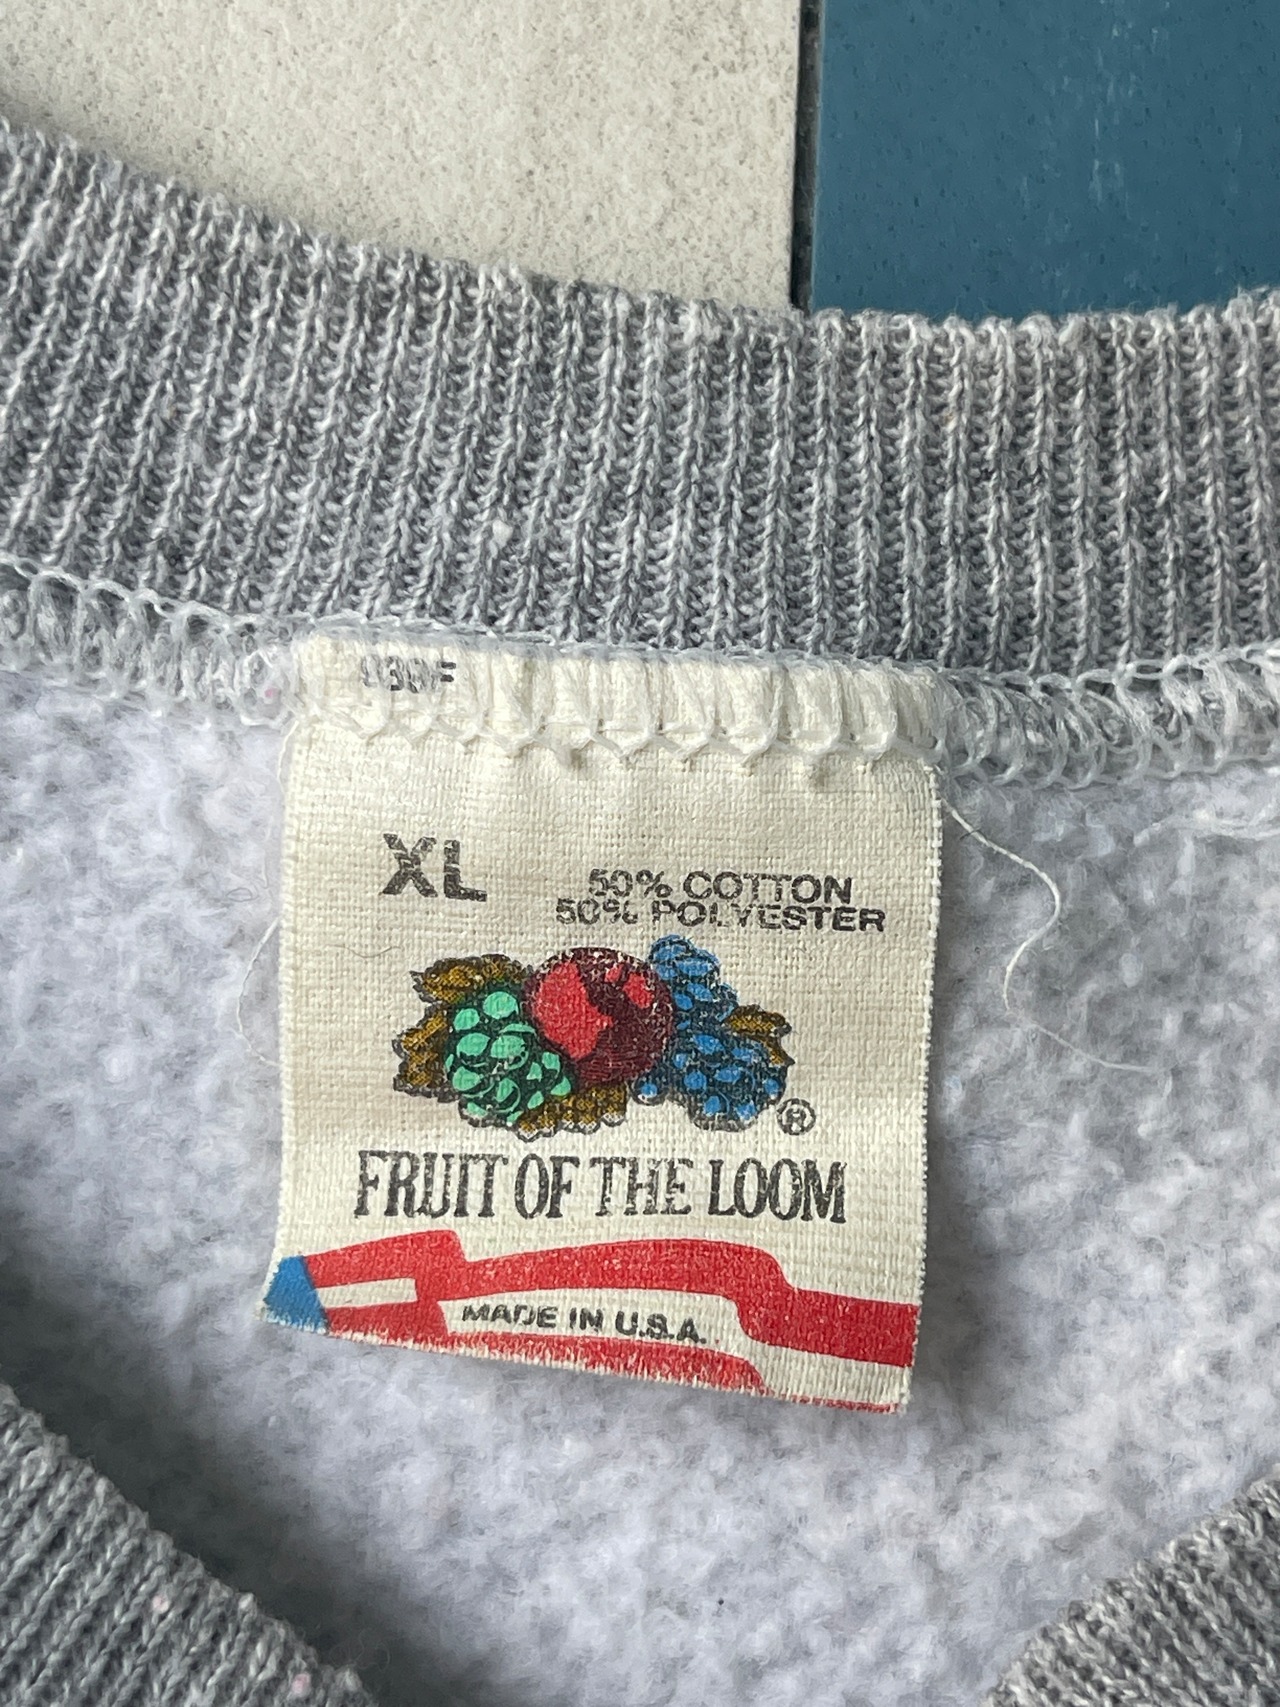 XL
50% COTTON
50% POLYESTER
®
FRUIT OF THE LOOM
MADE IN U.S.A.